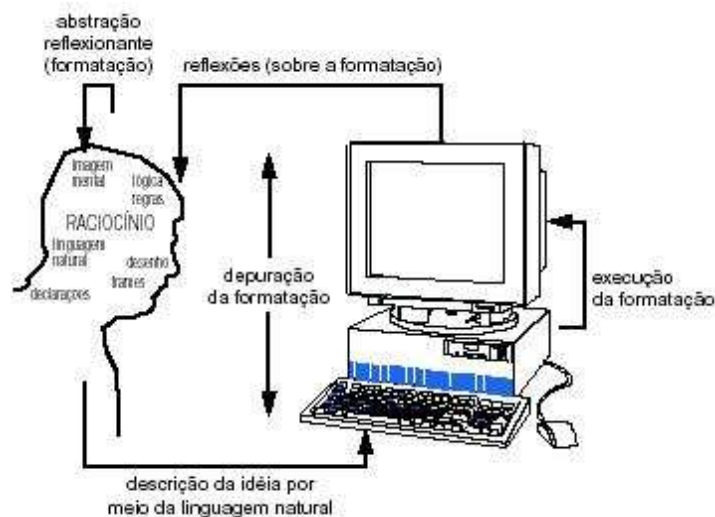 abstração
reflexionante
(formatação)
reflexões (sobre a formatação)
Imagem
mental
lógica
regras
RACIOCÍNIO
linguagem
natural
desenho
frames
declarações
depuração
da formatação
execução
da formatação
descrição da idéia por
meio da linguagem natural